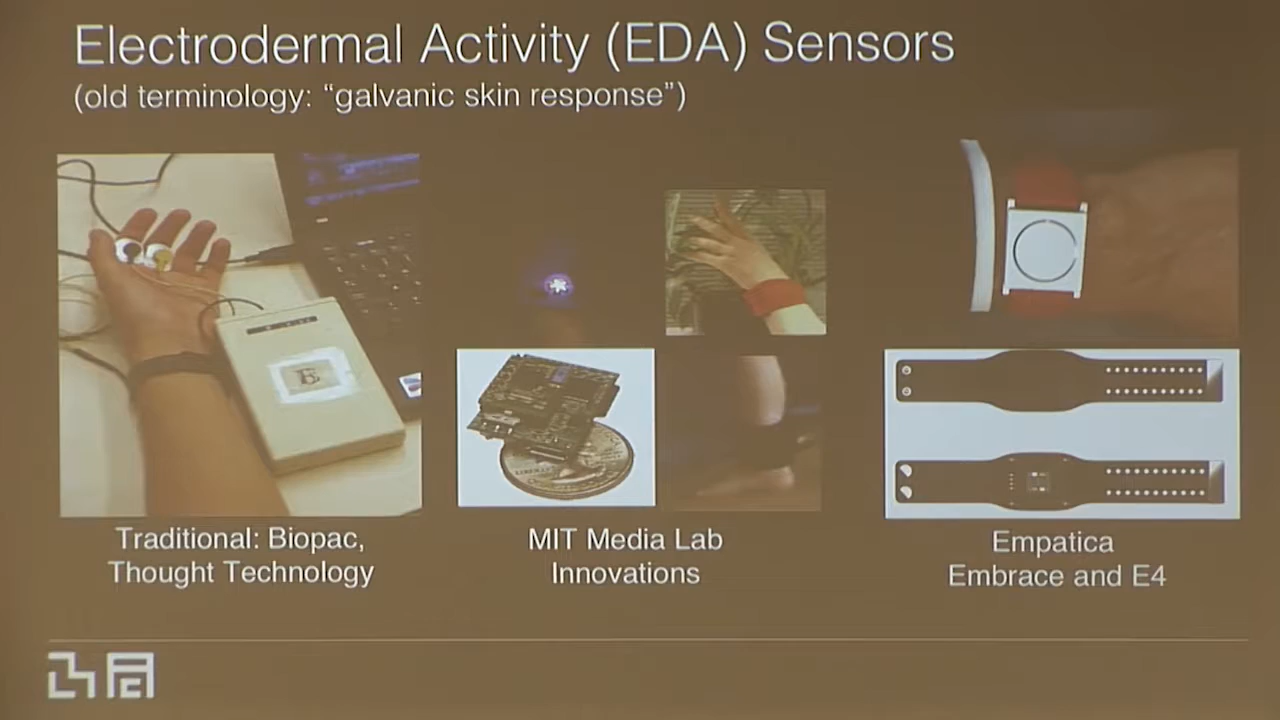 Electrodermal Activity (EDA) Sensors
(old terminology: “galvanic skin response”)
Traditional: Biopac,
Thought Technology
MIT Media Lab
Innovations
Empatica
Embrace and E4